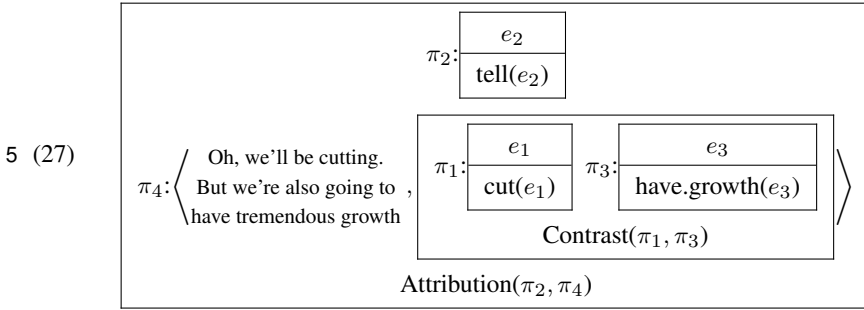 e₂
π₂:
tell(e₂)
5 (27)
Oh, we'll be cutting.
But we're also going to
have tremendous growth
π₄:⟨ , ⟩
e₁ e₃
π₁: π₃:
cut(e₁) have.growth(e₃)
Contrast(π₁, π₃)
Attribution(π₂, π₄)